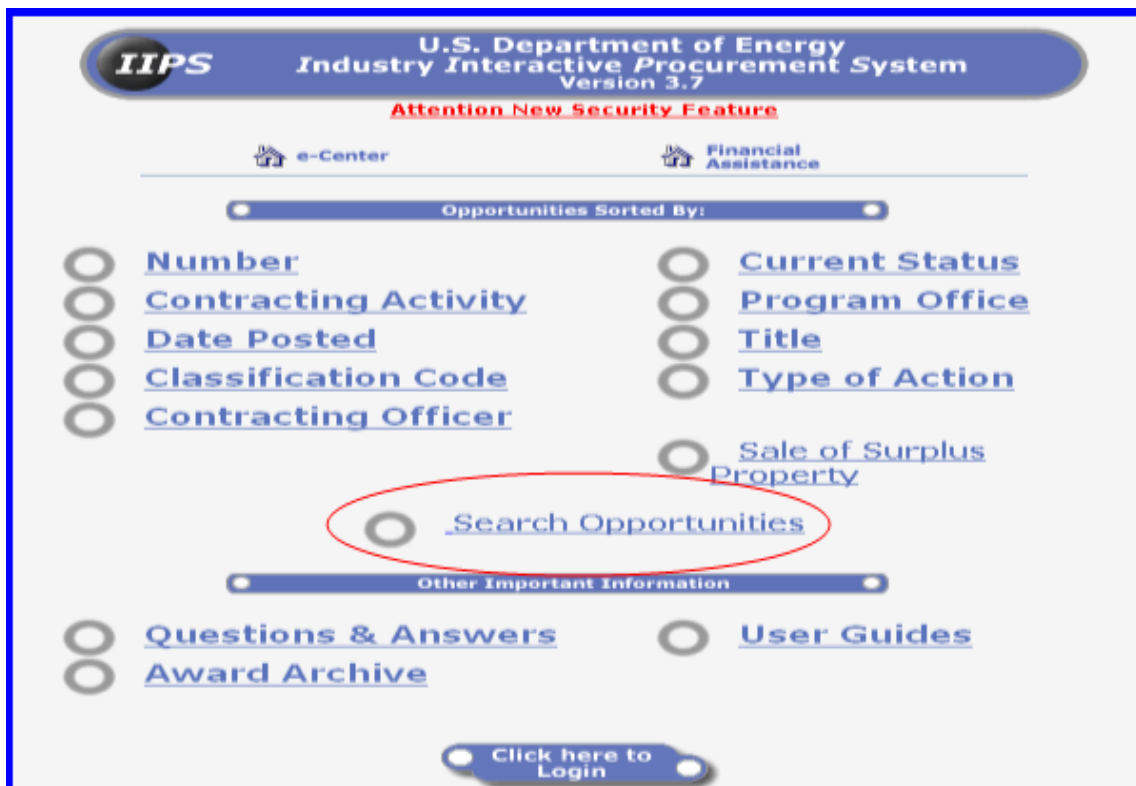 IIPS
U.S. Department of Energy
Industry Interactive Procurement System
Version 3.7
Attention New Security Feature
e-Center
Financial
Assistance
Opportunities Sorted By:
Number
Current Status
Contracting Activity
Program Office
Date Posted
Title
Classification Code
Type of Action
Contracting Officer
Sale of Surplus
Property
Search Opportunities
Other Important Information
Questions & Answers
User Guides
Award Archive
Click here to
Login